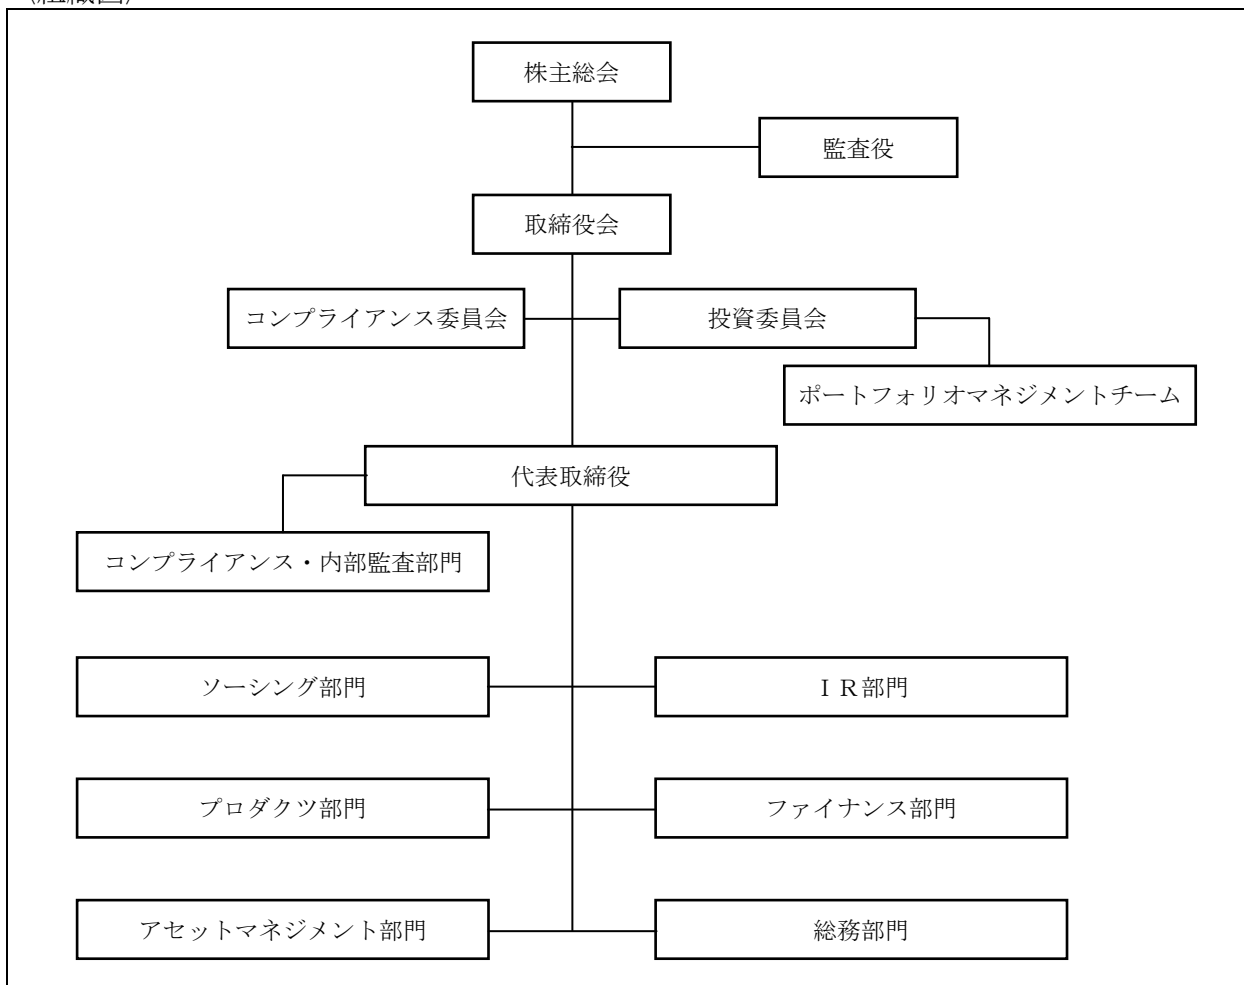 (組織図)
株主総会
監査役
取締役会
コンプライアンス委員会
投資委員会
ポートフォリオマネジメントチーム
代表取締役
コンプライアンス・内部監査部門
ソーシング部門
ＩＲ部門
プロダクツ部門
ファイナンス部門
アセットマネジメント部門
総務部門